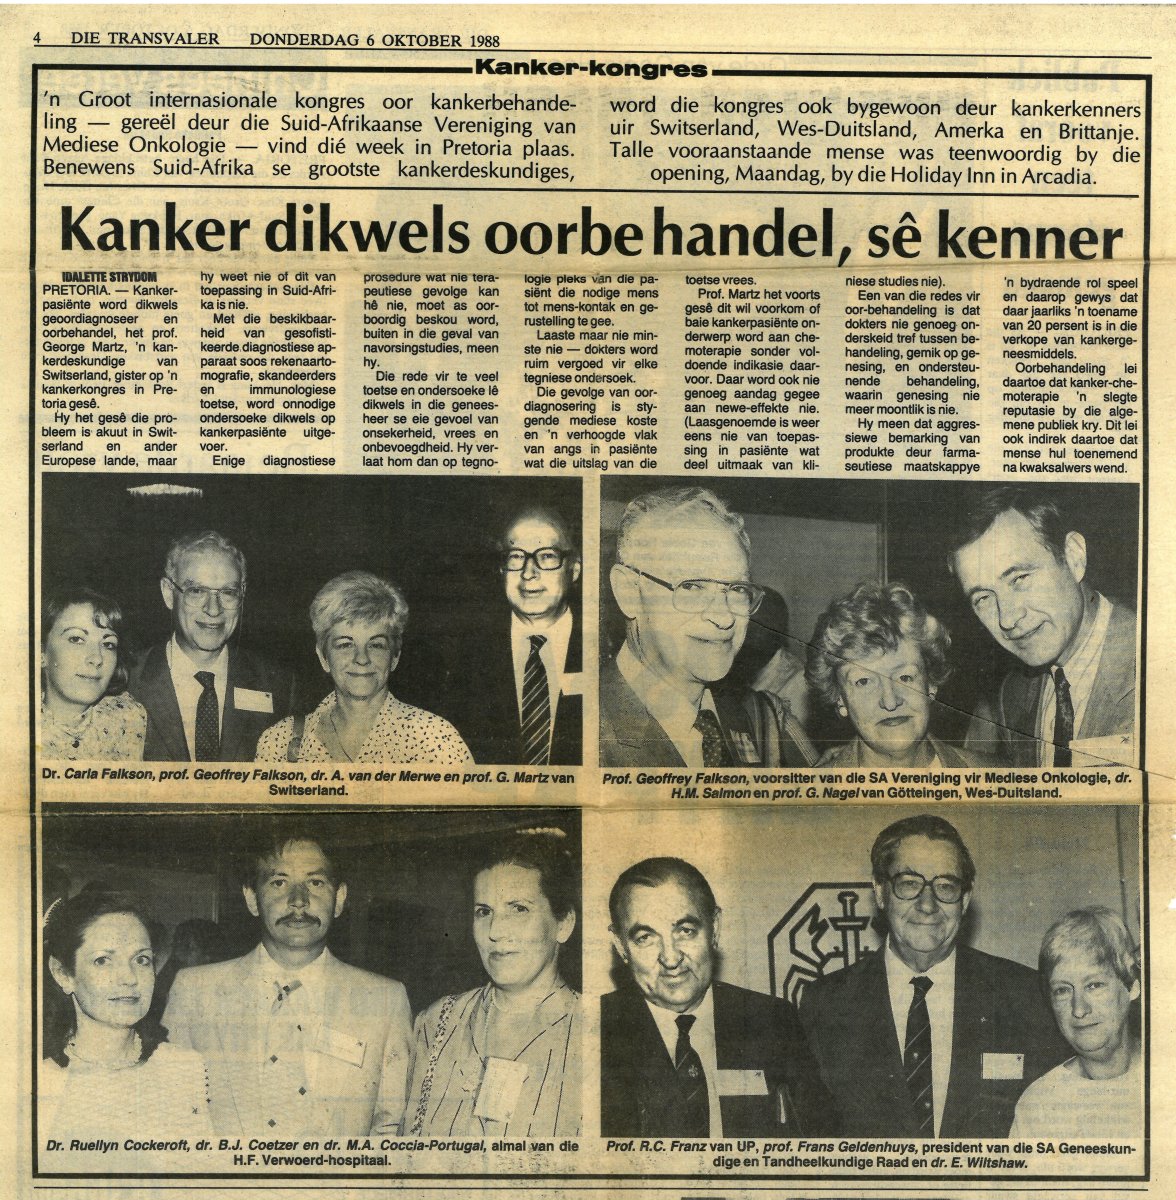 4 DIE TRANSVALER DONDERDAG 6 OKTOBER 1988
Kanker-kongres
'n Groot internasionale kongres oor kankerbehande-
ling — gereël deur die Suid-Afrikaanse Vereniging van
Mediese Onkologie — vind dié week in Pretoria plaas.
Benewens Suid-Afrika se grootste kankerdeskundiges,
word die kongres ook bygewoon deur kankerkenners
uir Switserland, Wes-Duitsland, Amerka en Brittanje.
Talle vooraanstaande mense was teenwoordig by die
opening, Maandag, by die Holiday Inn in Arcadia.
Kanker dikwels oorbehandel, sê kenner
IDALETTE STRYDOM
PRETORIA. — Kanker-
pasiënte word dikwels
geoordiagnoseer en
oorbehandel, het prof.
George Martz, 'n kan-
kerdeskundige van
Switserland, gister op 'n
kankerkongres in Pre-
toria gesê.
Hy het gesê die pro-
bleem is akuut in Swit-
serland en ander
Europese lande, maar
hy weet nie of dit van
toepassing in Suid-Afri-
ka is nie.
Met die beskikbaar-
heid van gesofisti-
keerde diagnostiese ap-
paraat soos rekenaarto-
mografie, skandeerders
en immunologiese
toetse, word onnodige
ondersoeke dikwels op
kankerpasiënte uitge-
voer.
Enige diagnostiese
prosedure wat nie tera-
peutiese gevolge kan
hê nie, moet as oor-
boordig beskou word,
buiten in die geval van
navorsingstudies, meen
hy.
Die rede vir te veel
toetse en ondersoeke lê
dikwels in die genees-
heer se eie gevoel van
onsekerheid, vrees en
onbevoegdheid. Hy ver-
laat hom dan op tegno-
logie pleks van die pa-
siënt die nodige mens
tot mens-kontak en ge-
rustelling te gee.
Laaste maar nie min-
ste nie — dokters word
ruim vergoed vir elke
tegniese ondersoek.
Die gevolge van oor-
diagnosering is sty-
gende mediese koste
en 'n verhoogde vlak
van angs in pasiënte
wat die uitslag van die
toetse vrees.
Prof. Martz het voorts
gesê dit wil voorkom of
baie kankerpasiënte on-
derwerp word aan che-
moterapie sonder vol-
doende indikasie daar-
voor. Daar word ook nie
genoeg aandag gegee
aan newe-effekte nie.
(Laasgenoemde is weer
eens nie van toepas-
sing in pasiënte wat
deel uitmaak van kli-
niese studies nie).
Een van die redes vir
oor-behandeling is dat
dokters nie genoeg on-
derskeid tref tussen be-
handeling, gemik op ge-
nesing, en ondersteu-
nende behandeling,
waarin genesing nie
meer moontlik is nie.
Hy meen dat aggres-
siewe bemarking van
produkte deur farma-
seutiese maatskappye
'n bydraende rol speel
en daarop gewys dat
daar jaarliks 'n toename
van 20 persent is in die
verkope van kankerge-
neesmiddels.
Oorbehandeling lei
daartoe dat kanker-che-
moterapie 'n slegte
reputasie by die alge-
mene publiek kry. Dit lei
ook indirek daartoe dat
mense hul toenemend
na kwaksalwers wend.
Dr. Carla Falkson, prof. Geoffrey Falkson, dr. A. van der Merwe en prof. G. Martz van
Switserland.
Prof. Geoffrey Falkson, voorsitter van die SA Vereniging vir Mediese Onkologie, dr.
H.M. Salmon en prof. G. Nagel van Götteingen, Wes-Duitsland.
Dr. Ruellyn Cockeroft, dr. B.J. Coetzer en dr. M.A. Coccia-Portugal, almal van die
H.F. Verwoerd-hospitaal.
Prof. R.C. Franz van UP, prof. Frans Geldenhuys, president van die SA Geneeskun-
dige en Tandheelkundige Raad en dr. E. Wiltshaw.